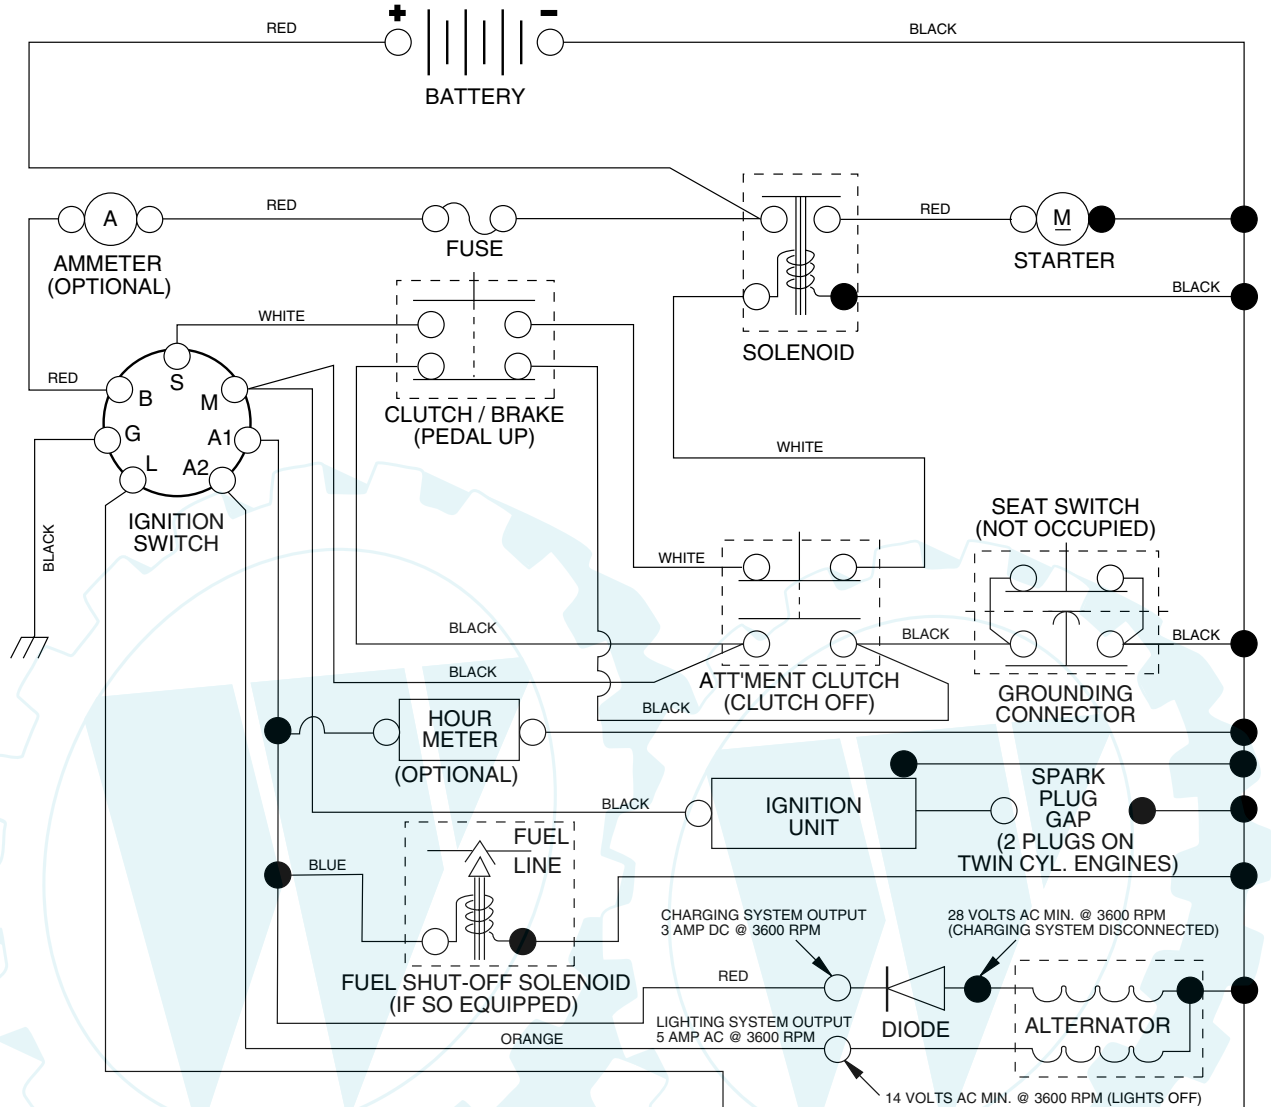 +
-
RED
BLACK
BATTERY
A
RED
FUSE
RED
M
AMMETER
(OPTIONAL)
STARTER
BLACK
WHITE
SOLENOID
RED
S
B
M
G
A1
L
A2
CLUTCH / BRAKE
(PEDAL UP)
WHITE
IGNITION
SWITCH
BLACK
SEAT SWITCH
(NOT OCCUPIED)
WHITE
BLACK
BLACK
BLACK
BLACK
ATT'MENT CLUTCH
(CLUTCH OFF)
BLACK
GROUNDING
CONNECTOR
HOUR
METER
(OPTIONAL)
BLACK
IGNITION
UNIT
SPARK
PLUG
GAP
(2 PLUGS ON
TWIN CYL. ENGINES)
FUEL
LINE
BLUE
CHARGING SYSTEM OUTPUT
3 AMP DC @ 3600 RPM
28 VOLTS AC MIN. @ 3600 RPM
(CHARGING SYSTEM DISCONNECTED)
FUEL SHUT-OFF SOLENOID
(IF SO EQUIPPED)
RED
DIODE
ALTERNATOR
LIGHTING SYSTEM OUTPUT
5 AMP AC @ 3600 RPM
ORANGE
14 VOLTS AC MIN. @ 3600 RPM (LIGHTS OFF)